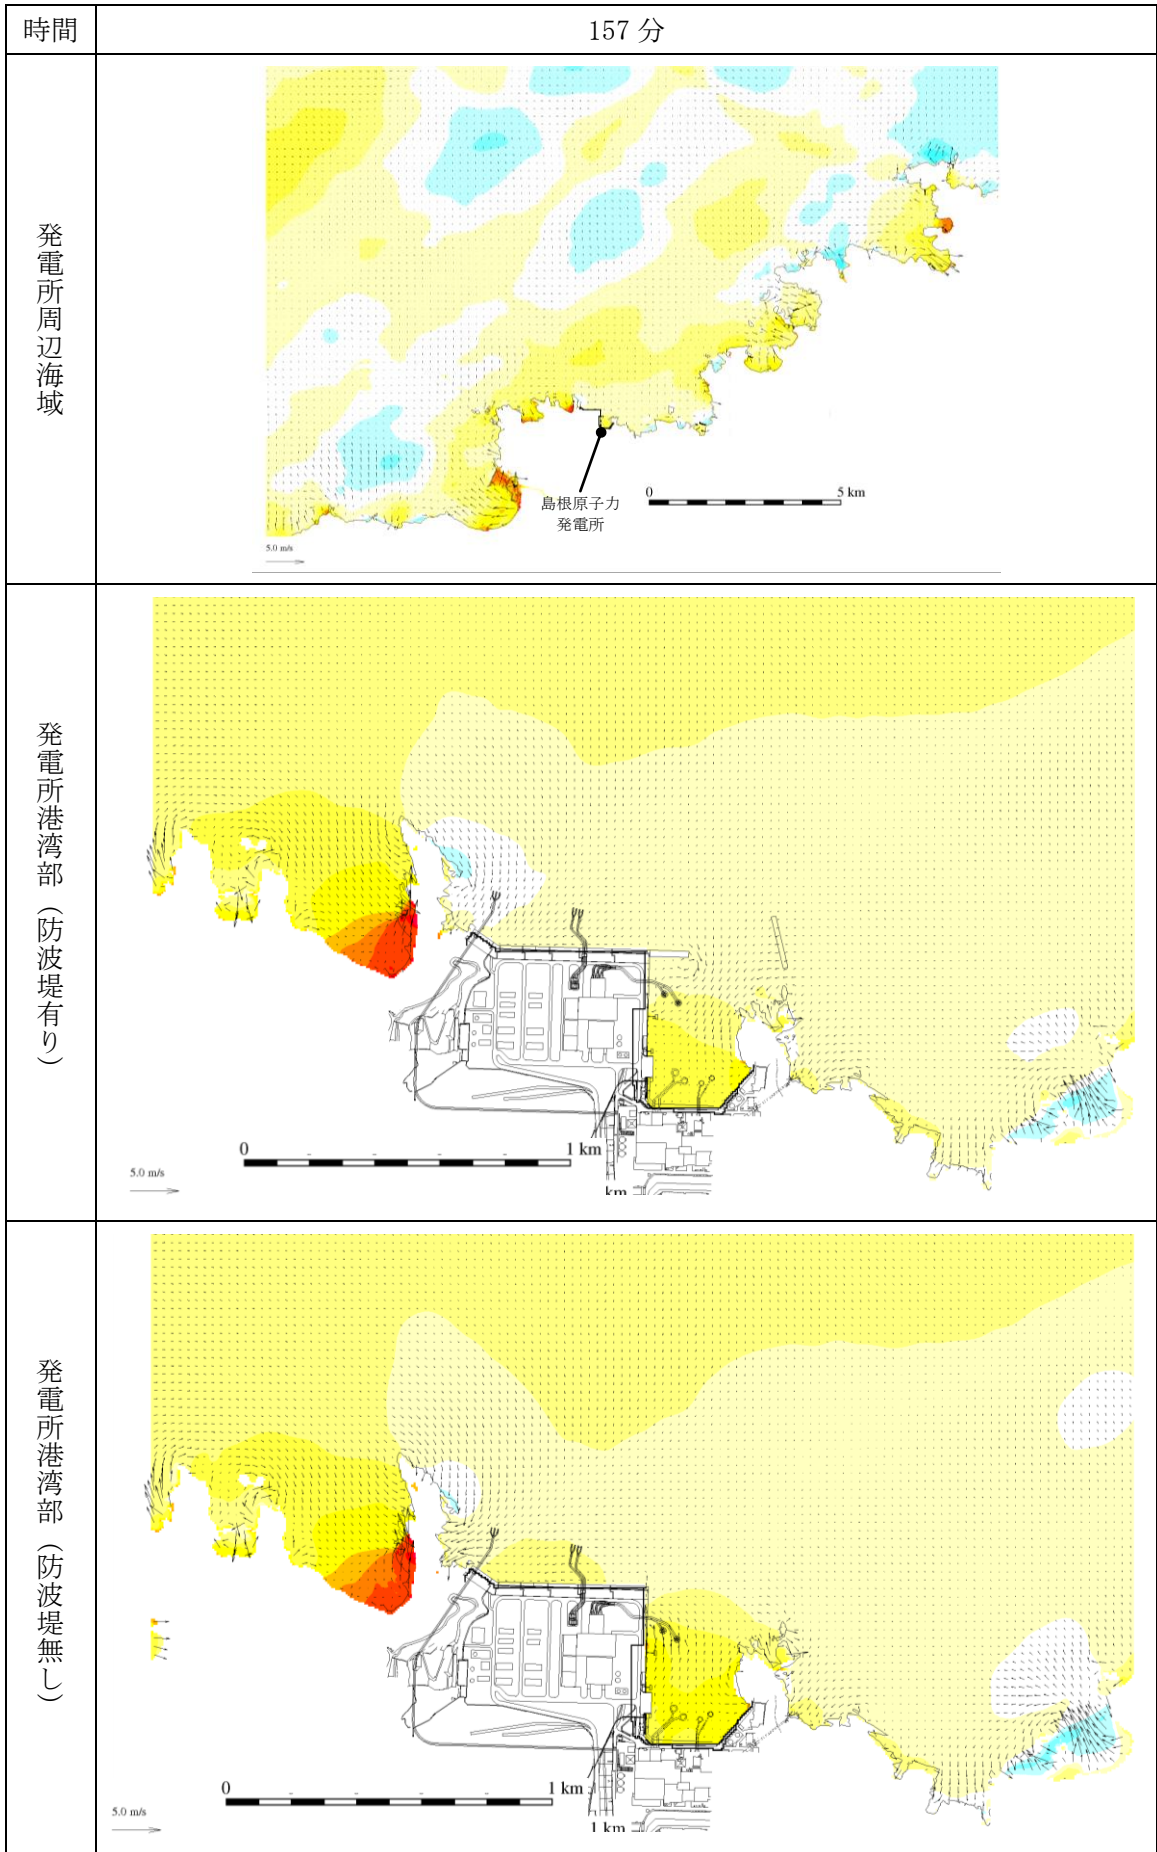 時間
157 分
発電所周辺海域
島根原子力
発電所
0
5 km
5.0 m/s
発電所港湾部（防波堤有り）
0
1 km
5.0 m/s
km
発電所港湾部（防波堤無し）
0
1 km
5.0 m/s
1 km